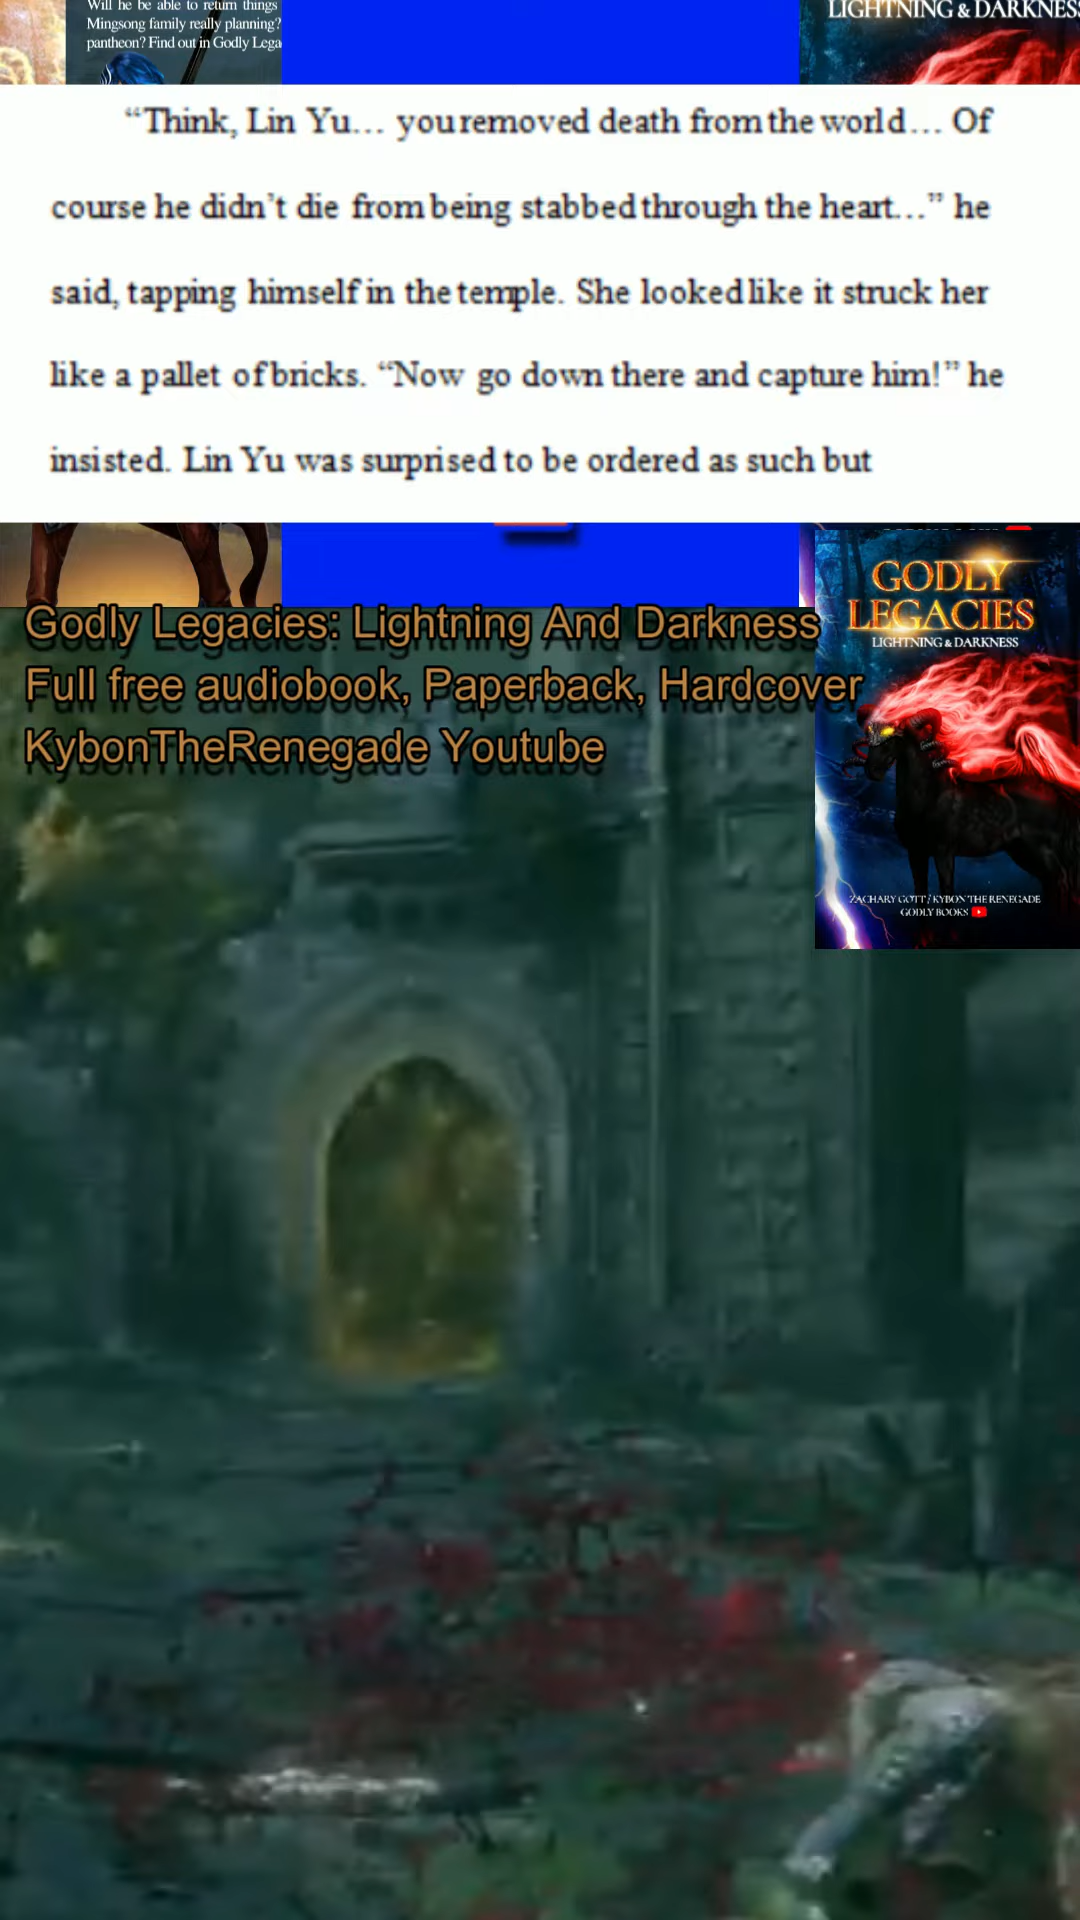 Will he be able to return things
Mingsong family really planning?
pantheon? Find out in Godly Lega
LIGHTNING & DARKNESS
“Think, Lin Yu… you removed death from the world… Of
course he didn’t die from being stabbed through the heart…” he
said, tapping himself in the temple. She looked like it struck her
like a pallet of bricks. “Now go down there and capture him!” he
insisted. Lin Yu was surprised to be ordered as such but
Godly Legacies: Lightning And Darkness
Full free audiobook, Paperback, Hardcover
KybonTheRenegade Youtube
GODLY
LEGACIES
LIGHTNING & DARKNESS
ZACHARY GOTT / KYBON THE RENEGADE
GODLY BOOKS